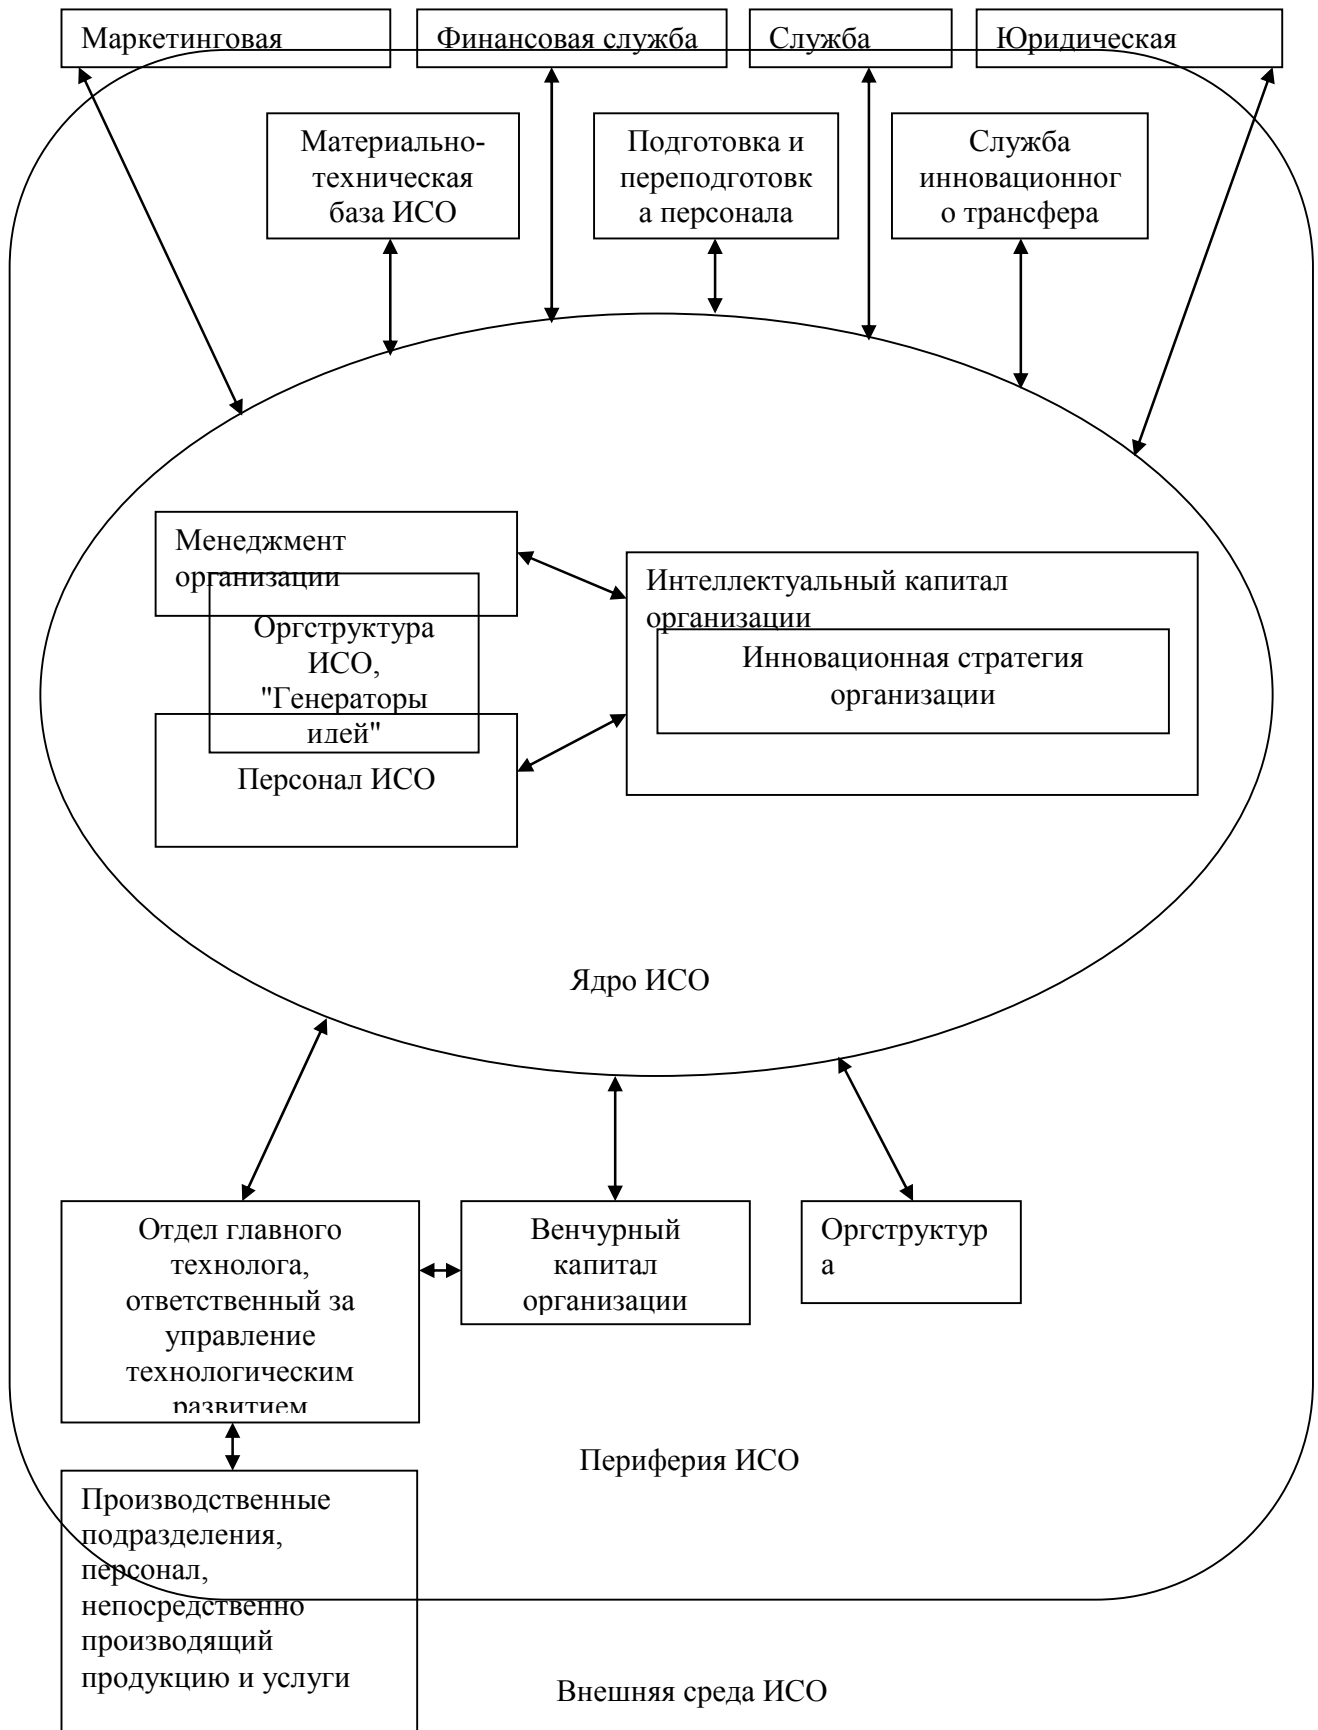 Маркетинговая
Финансовая служба
Служба
Юридическая
Материально-
техническая
база ИСО
Подготовка и
переподготовк
а персонала
Служба
инновационног
о трансфера
Менеджмент
организации
Оргструктура
ИСО,
"Генераторы
идей"
Персонал ИСО
Интеллектуальный капитал
организации
Инновационная стратегия
организации
Ядро ИСО
Отдел главного
технолога,
ответственный за
управление
технологическим
развитием
Венчурный
капитал
организации
Оргструктур
а
Периферия ИСО
Производственные
подразделения,
персонал,
непосредственно
производящий
продукцию и услуги
Внешняя среда ИСО